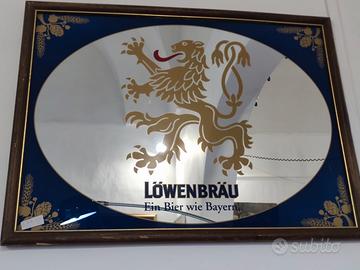 LÖWENBRÄU
Ein Bier wie Bayern.
subito